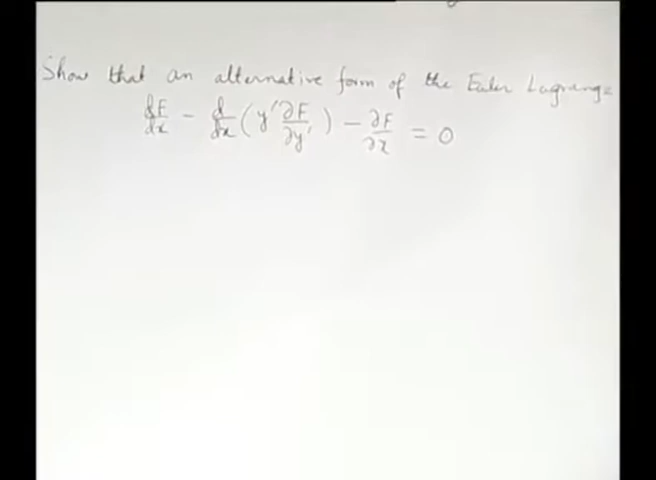 Show that an alternative form of the Euler Lagrange
dF/dx - d/dx (y' ∂F/∂y') - ∂F/∂x = 0